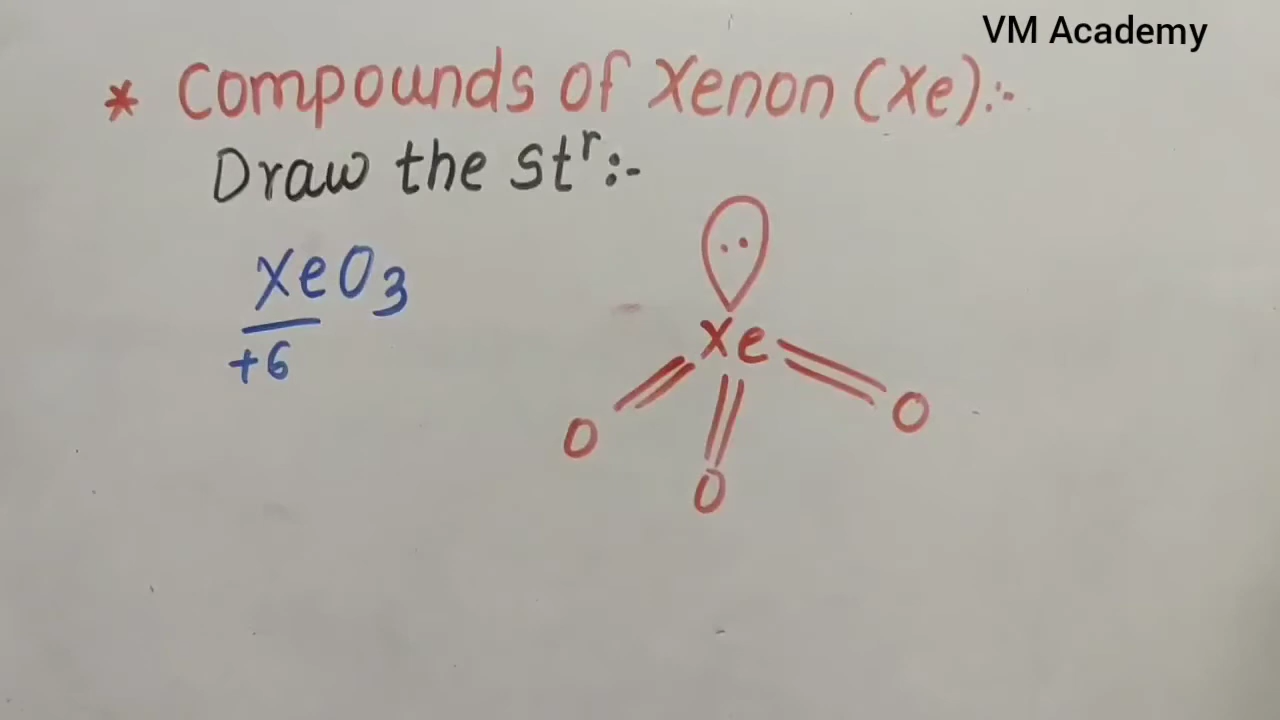 VM Academy
* Compounds of Xenon (Xe):-
Draw the stʳ:-
XeO₃
+6
Xe
O
O
O